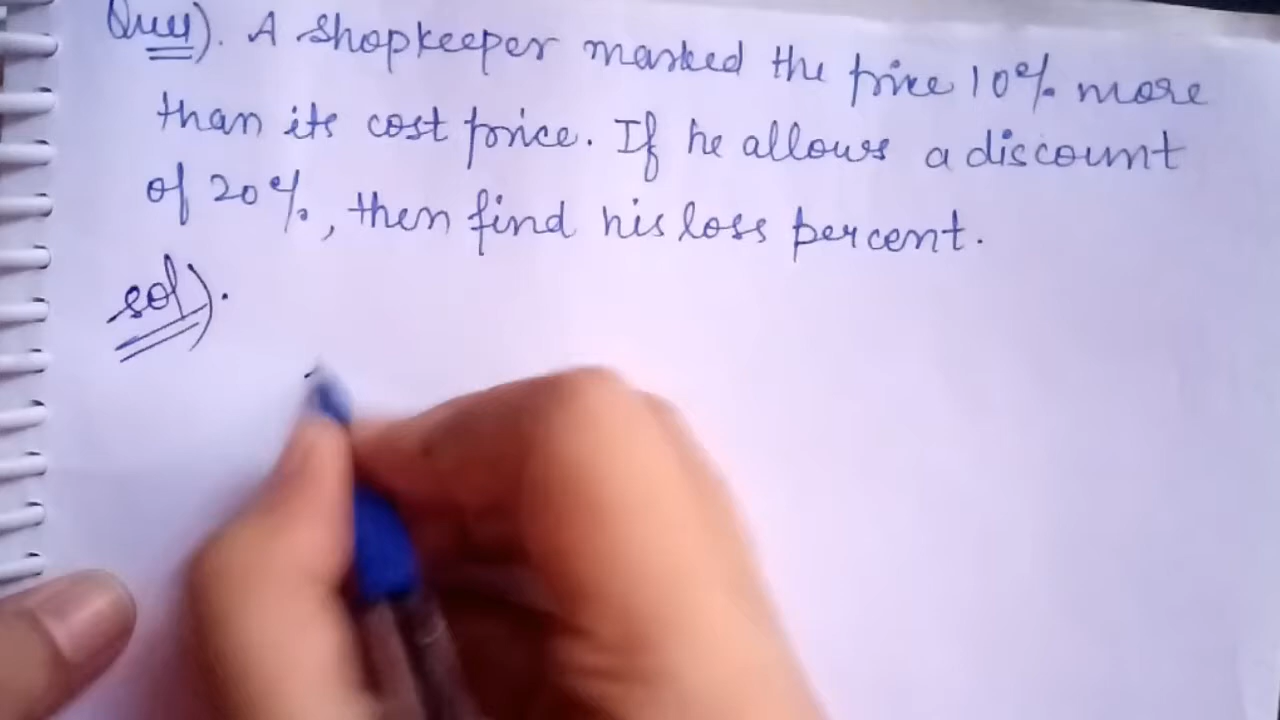 Ques). A shopkeeper marked the price 10% more
than its cost price. If he allows a discount
of 20%, then find his loss percent.
sol).